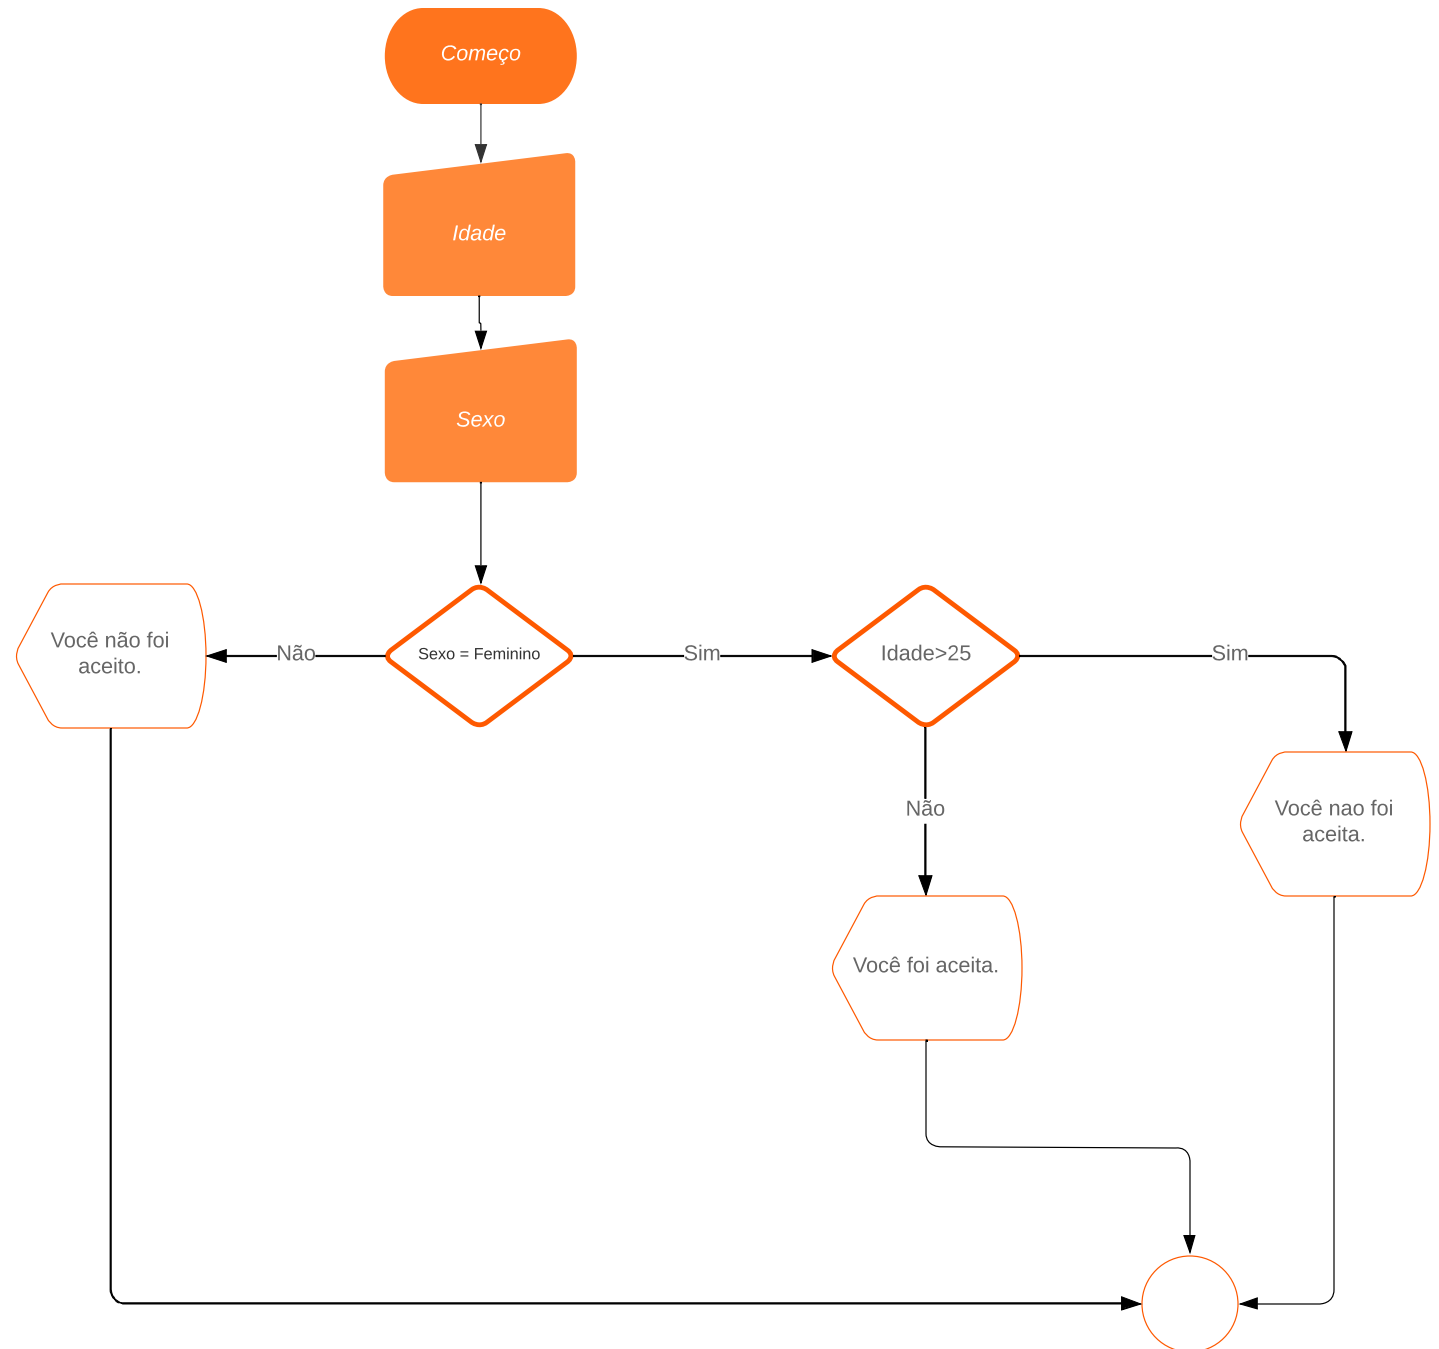 Começo
Idade
Sexo
Você não foi
aceito.
Não
Sexo = Feminino
Sim
Idade>25
Sim
Não
Você nao foi
aceita.
Você foi aceita.